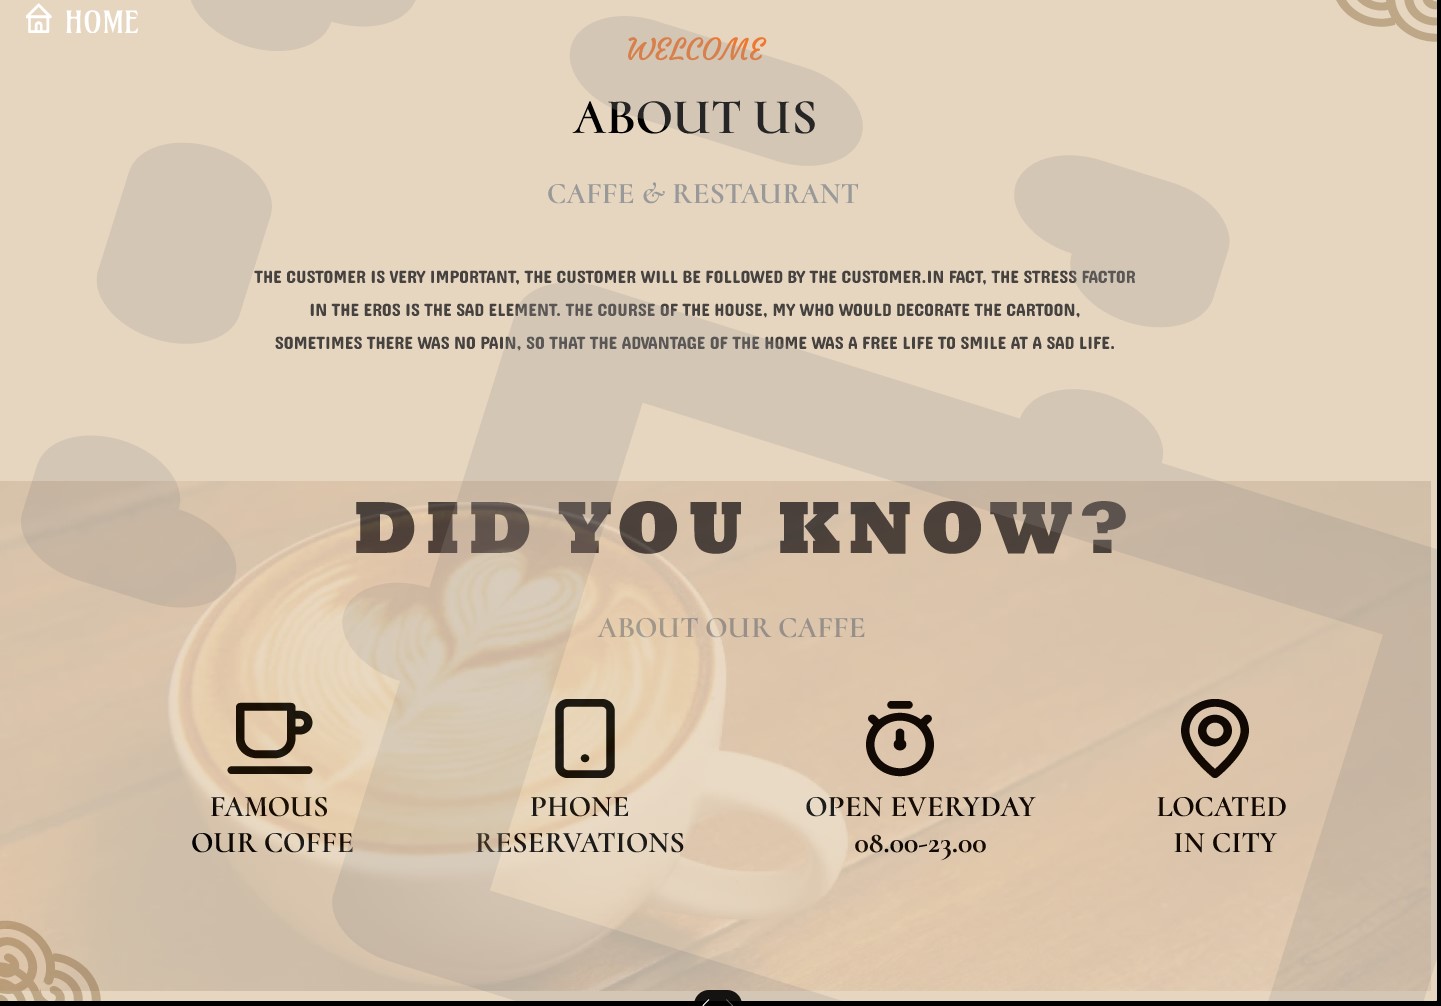 HOME
WELCOME
ABOUT US
CAFFE & RESTAURANT
THE CUSTOMER IS VERY IMPORTANT, THE CUSTOMER WILL BE FOLLOWED BY THE CUSTOMER.IN FACT, THE STRESS FACTOR
IN THE EROS IS THE SAD ELEMENT. THE COURSE OF THE HOUSE, MY WHO WOULD DECORATE THE CARTOON,
SOMETIMES THERE WAS NO PAIN, SO THAT THE ADVANTAGE OF THE HOME WAS A FREE LIFE TO SMILE AT A SAD LIFE.
DID YOU KNOW?
ABOUT OUR CAFFE
FAMOUS
OUR COFFE
PHONE
RESERVATIONS
OPEN EVERYDAY
08.00-23.00
LOCATED
IN CITY